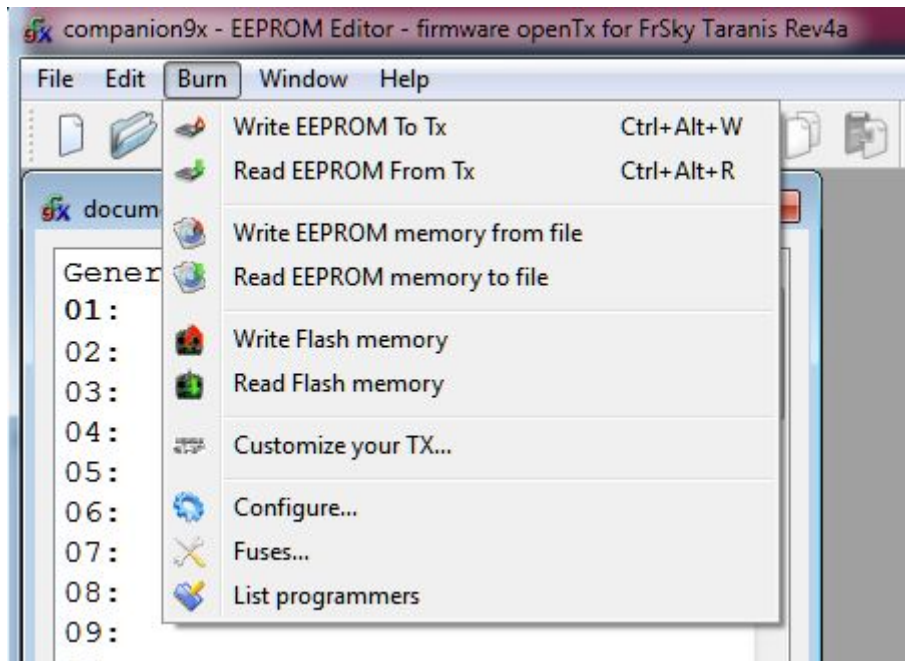 companion9x - EEPROM Editor - firmware openTx for FrSky Taranis Rev4a
File Edit Burn Window Help
Write EEPROM To Tx Ctrl+Alt+W
Read EEPROM From Tx Ctrl+Alt+R
docum
Write EEPROM memory from file
Gener
Read EEPROM memory to file
01:
Write Flash memory
02:
Read Flash memory
03:
04:
Customize your TX...
05:
06:
Configure...
07:
Fuses...
08:
List programmers
09: